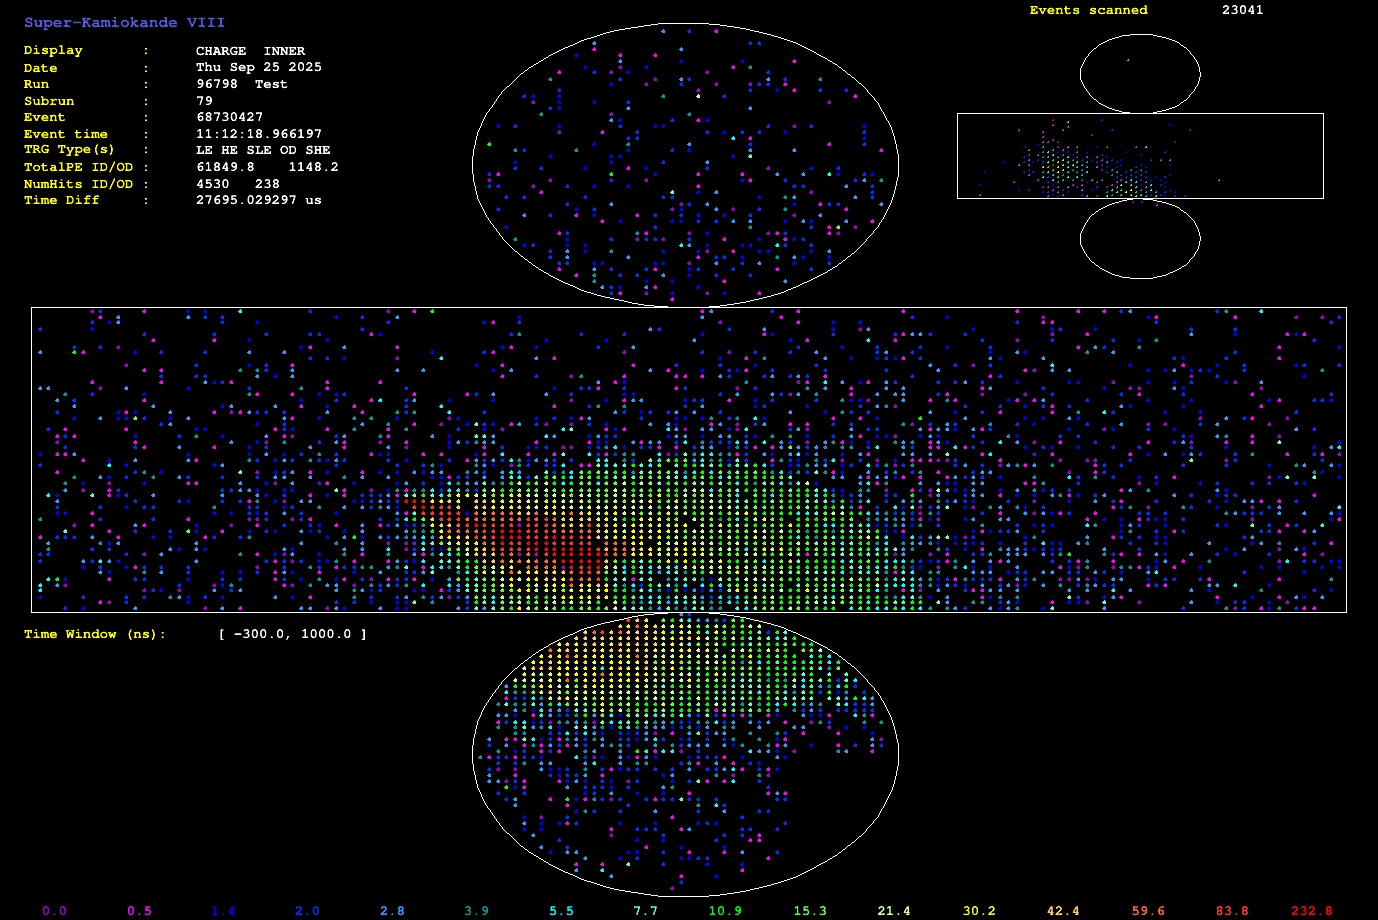 Super-Kamiokande VIII
Events scanned 23041
Display : CHARGE INNER
Date : Thu Sep 25 2025
Run : 96798 Test
Subrun : 79
Event : 68730427
Event time : 11:12:18.966197
TRG Type(s) : LE HE SLE OD SHE
TotalPE ID/OD : 61849.8 1148.2
NumHits ID/OD : 4530 238
Time Diff : 27695.029297 us
Time Window (ns): [ -300.0, 1000.0 ]
0.0 0.5 1.4 2.0 2.8 3.9 5.5 7.7 10.9 15.3 21.4 30.2 42.4 59.6 83.8 232.8